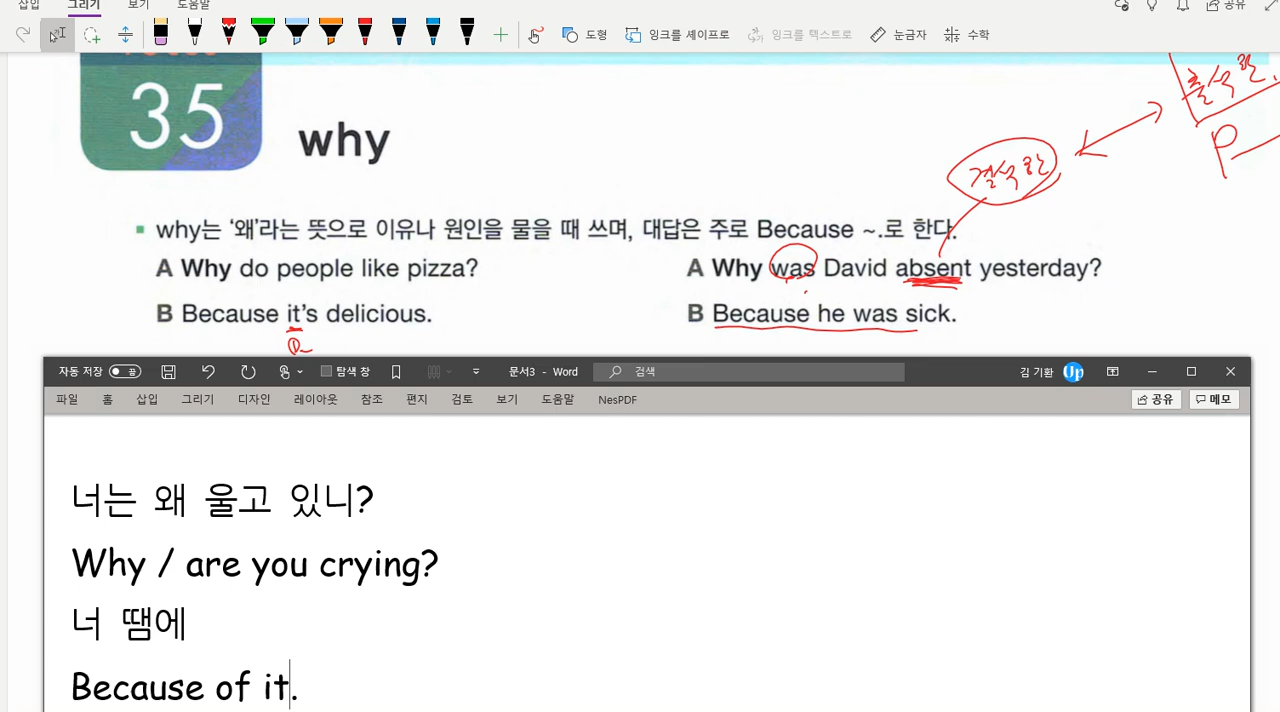 삽입 그리기 보기 도움말 공유
도형 잉크를 셰이프로 잉크를 텍스트로 눈금자 수학
35
why
출석한
P
결석한
▪ why는 ‘왜’라는 뜻으로 이유나 원인을 물을 때 쓰며, 대답은 주로 Because ~.로 한다.
A Why do people like pizza? A Why was David absent yesterday?
B Because it's delicious. B Because he was sick.
자동 저장 끔 탐색 창 문서3 - Word 검색 김 기환 Up
파일 홈 삽입 그리기 디자인 레이아웃 참조 편지 검토 보기 도움말 NesPDF 공유 메모
너는 왜 울고 있니?
Why / are you crying?
너 땜에
Because of it.